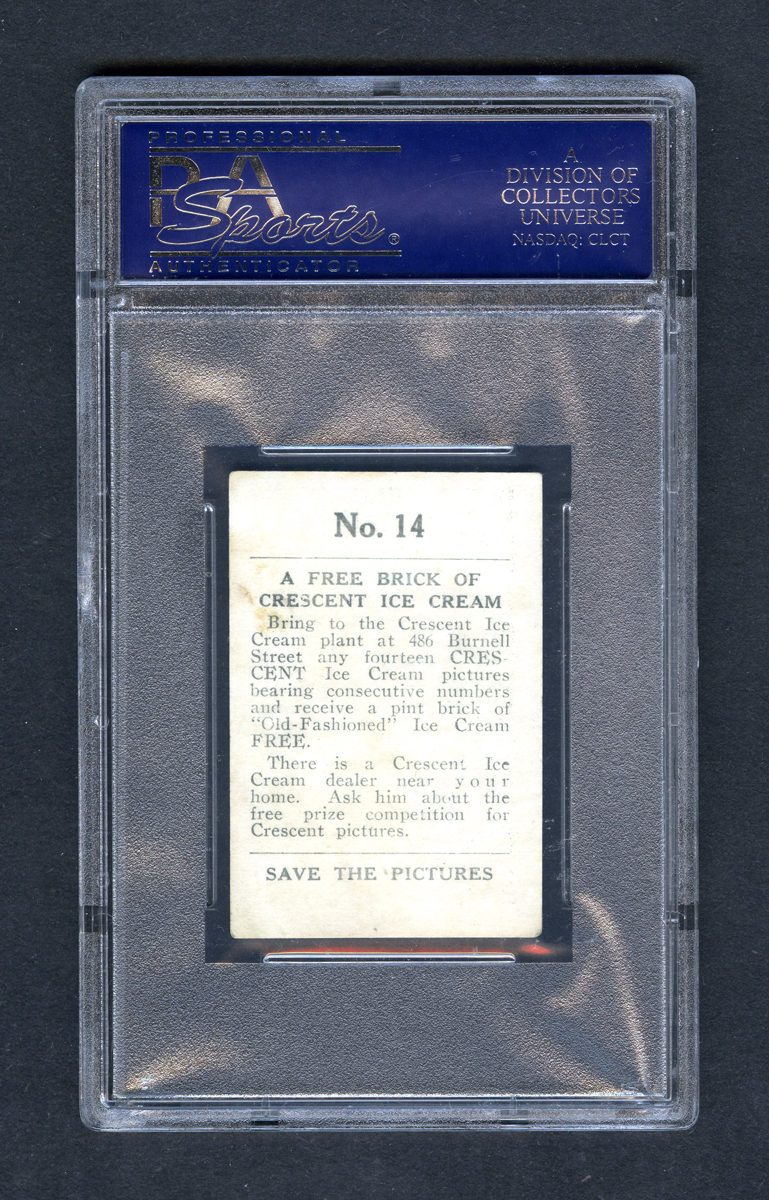 PROFESSIONAL
PSA
Sports®
AUTHENTICATOR
A
DIVISION OF
COLLECTORS
UNIVERSE
NASDAQ: CLCT
No. 14
A FREE BRICK OF
CRESCENT ICE CREAM
Bring to the Crescent Ice
Cream plant at 486 Burnell
Street any fourteen CRES-
CENT Ice Cream pictures
bearing consecutive numbers
and receive a pint brick of
"Old-Fashioned" Ice Cream
FREE.
There is a Crescent Ice
Cream dealer near your
home. Ask him about the
free prize competition for
Crescent pictures.
SAVE THE PICTURES